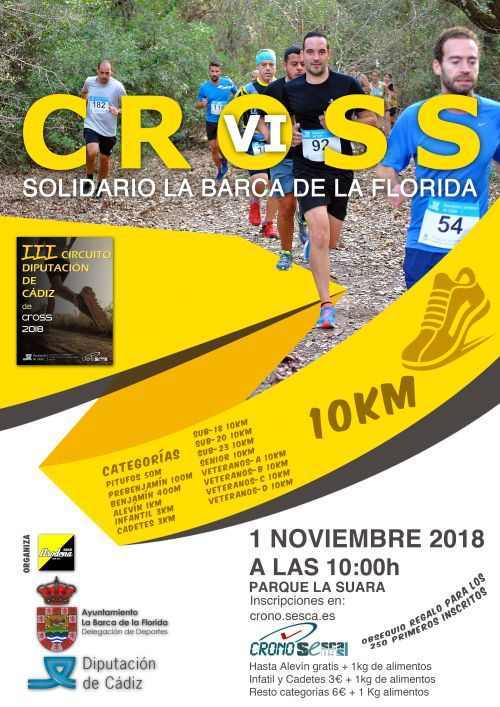 CROSS
VI
SOLIDARIO LA BARCA DE LA FLORIDA
182
92
54
III CIRCUITO
DIPUTACIÓN
DE
CÁDIZ
de
cross
2018
10KM
CATEGORÍAS
PITUFOS 50M
PREBENJAMÍN 100M
BENJAMÍN 400M
ALEVÍN 1KM
INFANTIL 3KM
CADETES 3KM
SUB-18 10KM
SUB-20 10KM
SUB-23 10KM
SENIOR 10KM
VETERANOS-A 10KM
VETERANOS-B 10KM
VETERANOS-C 10KM
VETERANOS-D 10KM
ORGANIZA
Ayuntamiento
La Barca de la Florida
Delegación de Deportes
Diputación
de Cádiz
1 NOVIEMBRE 2018
A LAS 10:00h
PARQUE LA SUARA
Inscripciones en:
crono.sesca.es
CRONOSesca
OBSEQUIO REGALO PARA LOS
250 PRIMEROS INSCRITOS
Hasta Alevín gratis + 1kg de alimentos
Infatil y Cadetes 3€ + 1kg de alimentos
Resto categorias 6€ + 1 Kg alimentos